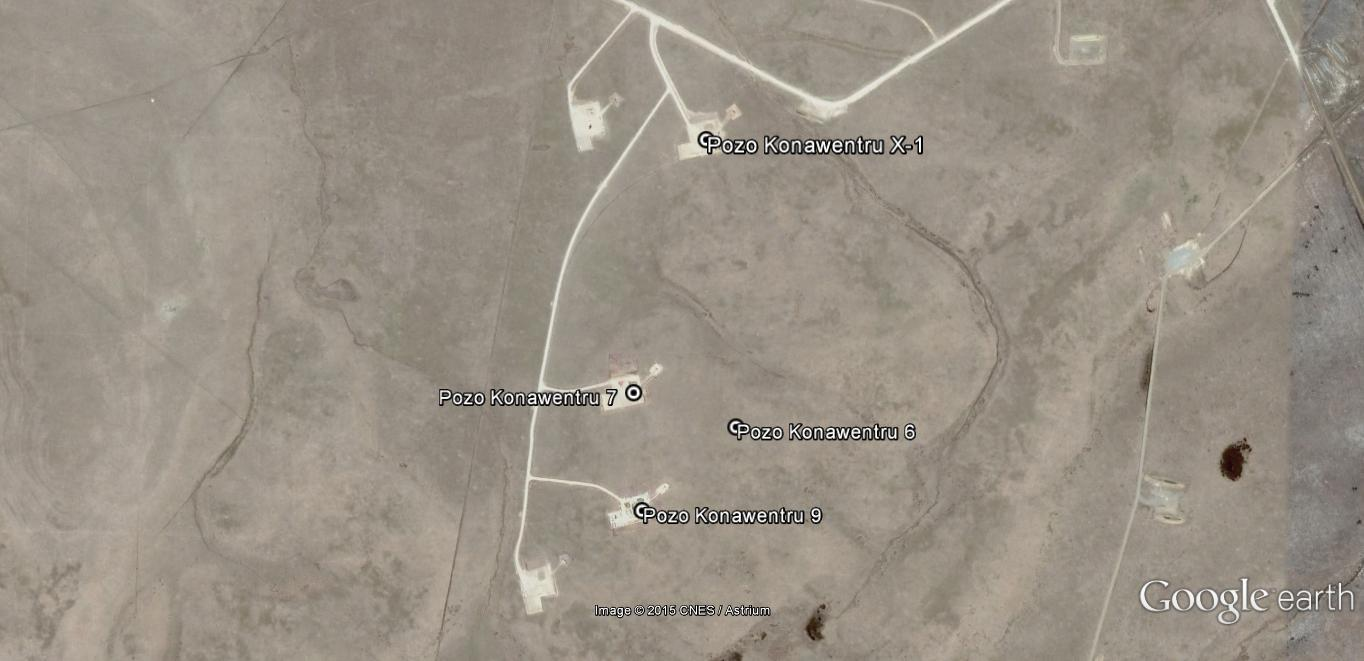 Pozo Konawentru X-1
Pozo Konawentru 7
Pozo Konawentru 6
Pozo Konawentru 9
Image © 2015 CNES / Astrium
Google earth